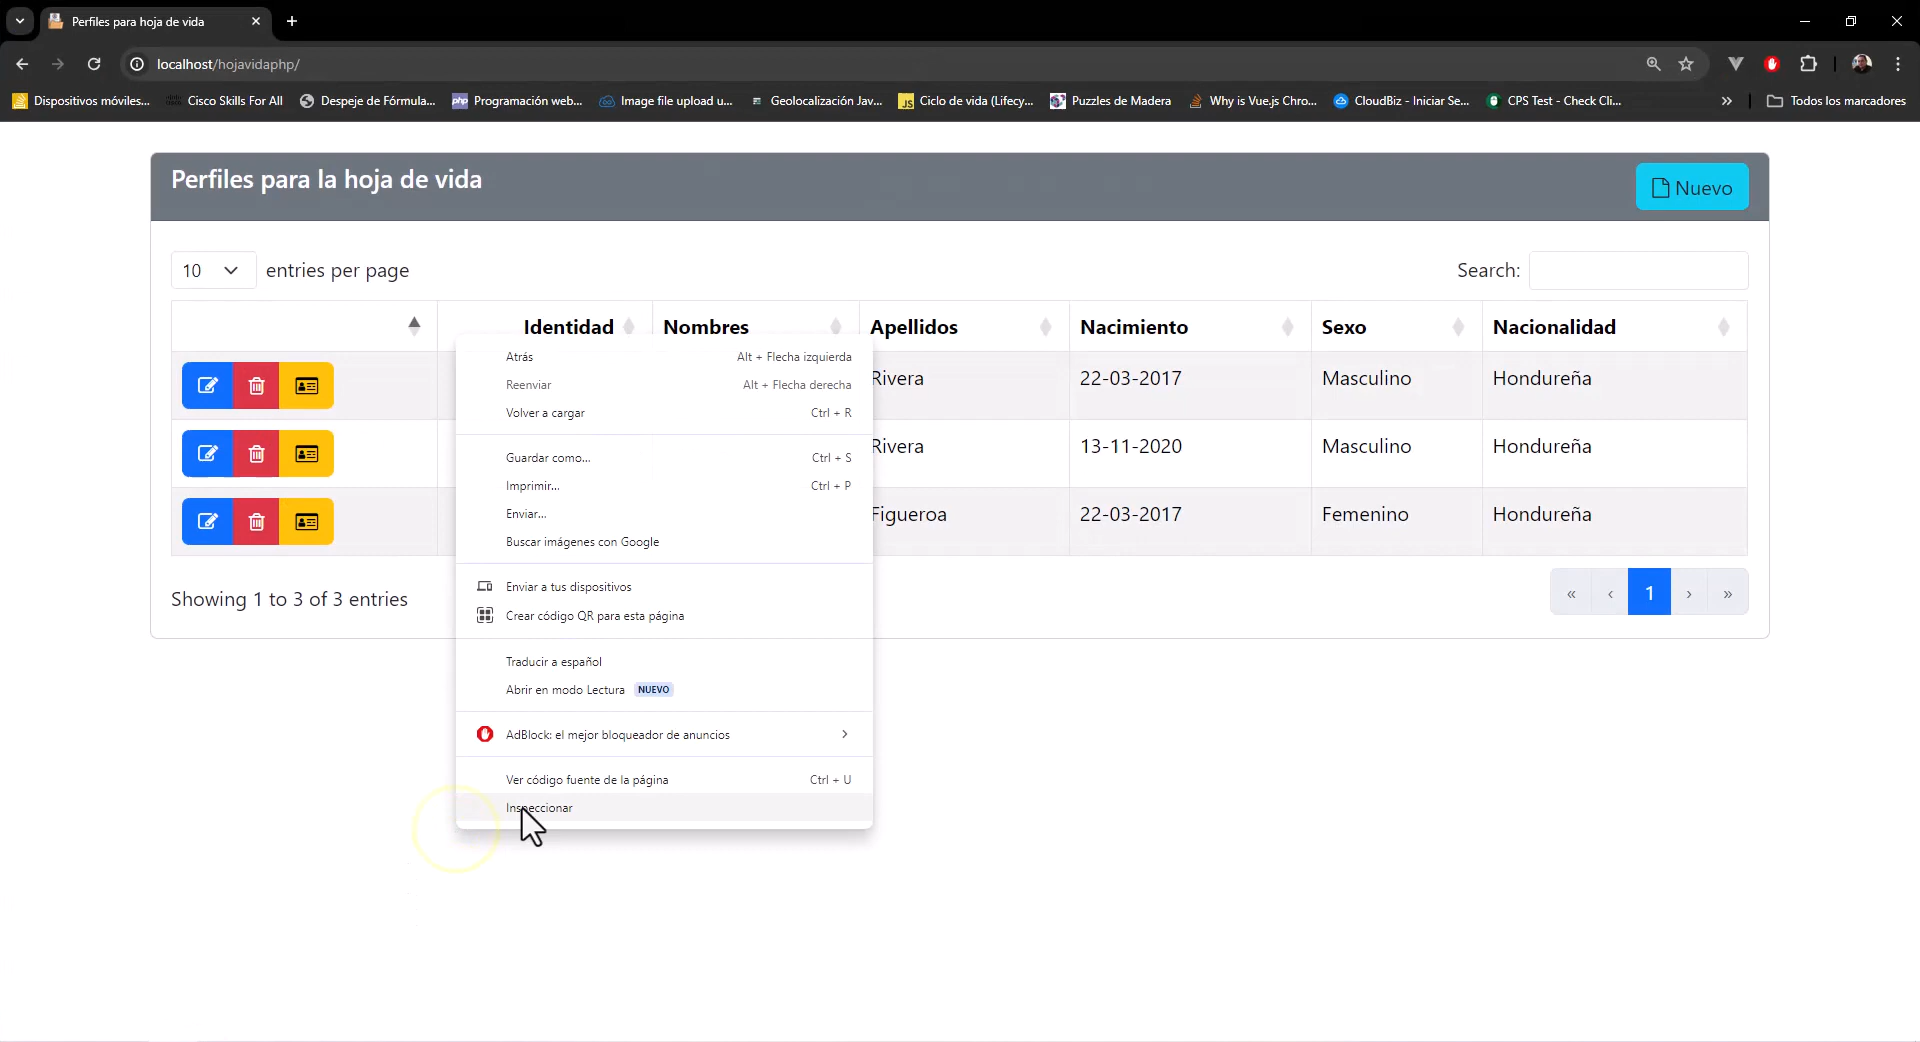 Perfiles para hoja de vida
localhost/hojavidaphp/
Dispositivos móviles...
Cisco Skills For All
Despeje de Fórmula...
Programación web...
Image file upload u...
Geolocalización Jav...
Ciclo de vida (Lifecy...
Puzzles de Madera
Why is Vue.js Chro...
CloudBiz - Iniciar Se...
CPS Test - Check Cli...
Todos los marcadores
Perfiles para la hoja de vida
Nuevo
10 entries per page
Search:
Identidad Nombres Apellidos Nacimiento Sexo Nacionalidad
Rivera 22-03-2017 Masculino Hondureña
Rivera 13-11-2020 Masculino Hondureña
Figueroa 22-03-2017 Femenino Hondureña
Showing 1 to 3 of 3 entries
« ‹ 1 › »
Atrás Alt + Flecha izquierda
Reenviar Alt + Flecha derecha
Volver a cargar Ctrl + R
Guardar como... Ctrl + S
Imprimir... Ctrl + P
Enviar...
Buscar imágenes con Google
Enviar a tus dispositivos
Crear código QR para esta página
Traducir a español
Abrir en modo Lectura NUEVO
AdBlock: el mejor bloqueador de anuncios
Ver código fuente de la página Ctrl + U
Inspeccionar